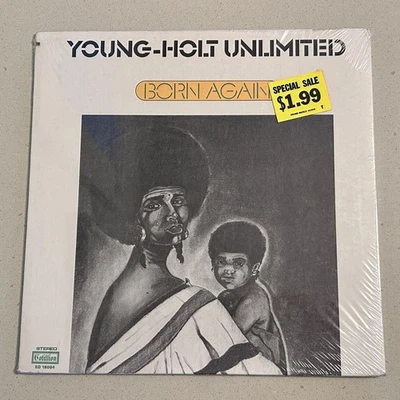 YOUNG-HOLT UNLIMITED
BORN AGAIN
SPECIAL SALE
$1.99
STEREO
Cotillion
SD 18004